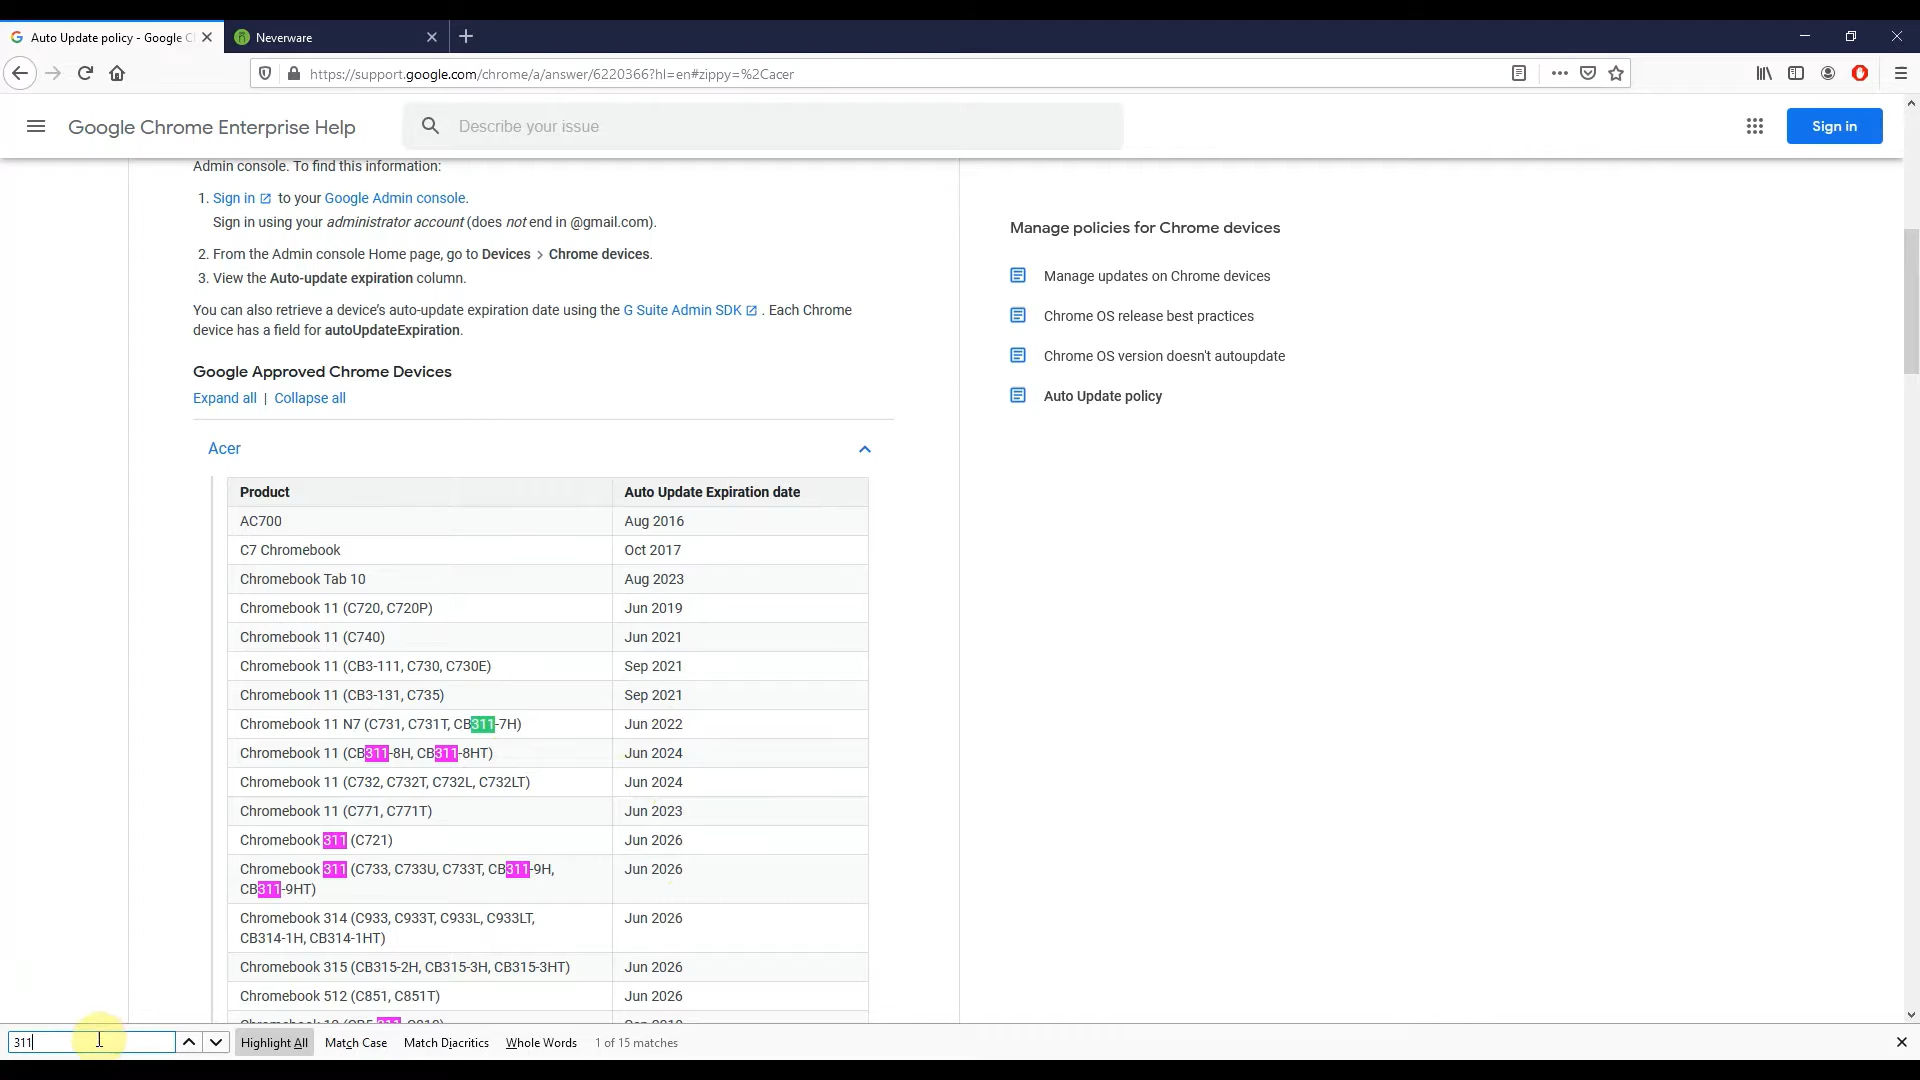 Auto Update policy - Google C
Neverware
https://support.google.com/chrome/a/answer/6220366?hl=en#zippy=%2Cacer
Google Chrome Enterprise Help
Describe your issue
Sign in
Admin console. To find this information:
1. Sign in to your Google Admin console.
Sign in using your administrator account (does not end in @gmail.com).
2. From the Admin console Home page, go to Devices > Chrome devices.
3. View the Auto-update expiration column.
You can also retrieve a device's auto-update expiration date using the G Suite Admin SDK . Each Chrome
device has a field for autoUpdateExpiration.
Google Approved Chrome Devices
Expand all | Collapse all
Acer
Product Auto Update Expiration date
AC700 Aug 2016
C7 Chromebook Oct 2017
Chromebook Tab 10 Aug 2023
Chromebook 11 (C720, C720P) Jun 2019
Chromebook 11 (C740) Jun 2021
Chromebook 11 (CB3-111, C730, C730E) Sep 2021
Chromebook 11 (CB3-131, C735) Sep 2021
Chromebook 11 N7 (C731, C731T, CB311-7H) Jun 2022
Chromebook 11 (CB311-8H, CB311-8HT) Jun 2024
Chromebook 11 (C732, C732T, C732L, C732LT) Jun 2024
Chromebook 11 (C771, C771T) Jun 2023
Chromebook 311 (C721) Jun 2026
Chromebook 311 (C733, C733U, C733T, CB311-9H, Jun 2026
CB311-9HT)
Chromebook 314 (C933, C933T, C933L, C933LT, Jun 2026
CB314-1H, CB314-1HT)
Chromebook 315 (CB315-2H, CB315-3H, CB315-3HT) Jun 2026
Chromebook 512 (C851, C851T) Jun 2026
Manage policies for Chrome devices
Manage updates on Chrome devices
Chrome OS release best practices
Chrome OS version doesn't autoupdate
Auto Update policy
311
Highlight All
Match Case
Match Diacritics
Whole Words
1 of 15 matches